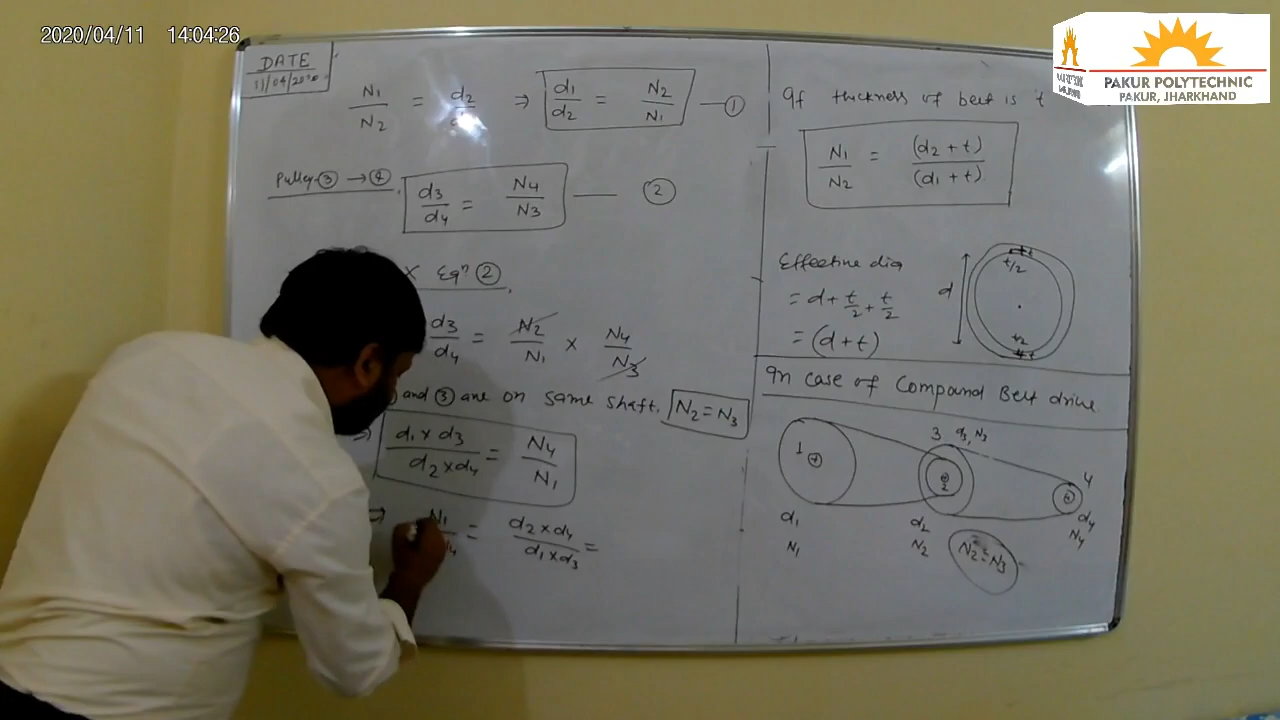 2020/04/11 14:04:26
PAKUR POLYTECHNIC
PAKUR, JHARKHAND
DATE
11/04/2020
N1/N2 = d2/ ⇒ d1/d2 = N2/N1 — ①
Pulley ③ → ④
d3/d4 = N4/N3 — ②
× Eqn ②
d3/d4 = N2/N1 × N4/N3
and ③ are on same shaft. N2 = N3
⇒ d1 × d3 / d2 × d4 = N4/N1
⇒ N1/ 4 = d2 × d4 / d1 × d3 =
If thickness of belt is t
N1/N2 = (d2 + t)/(d1 + t)
Effective dia
= d + t/2 + t/2
= (d + t)
d
t/2
t/2
In case of Compound Belt drive
1
3 d3, N3
2
4
d1
N1
d2
N2
d4
N4
N2 = N3